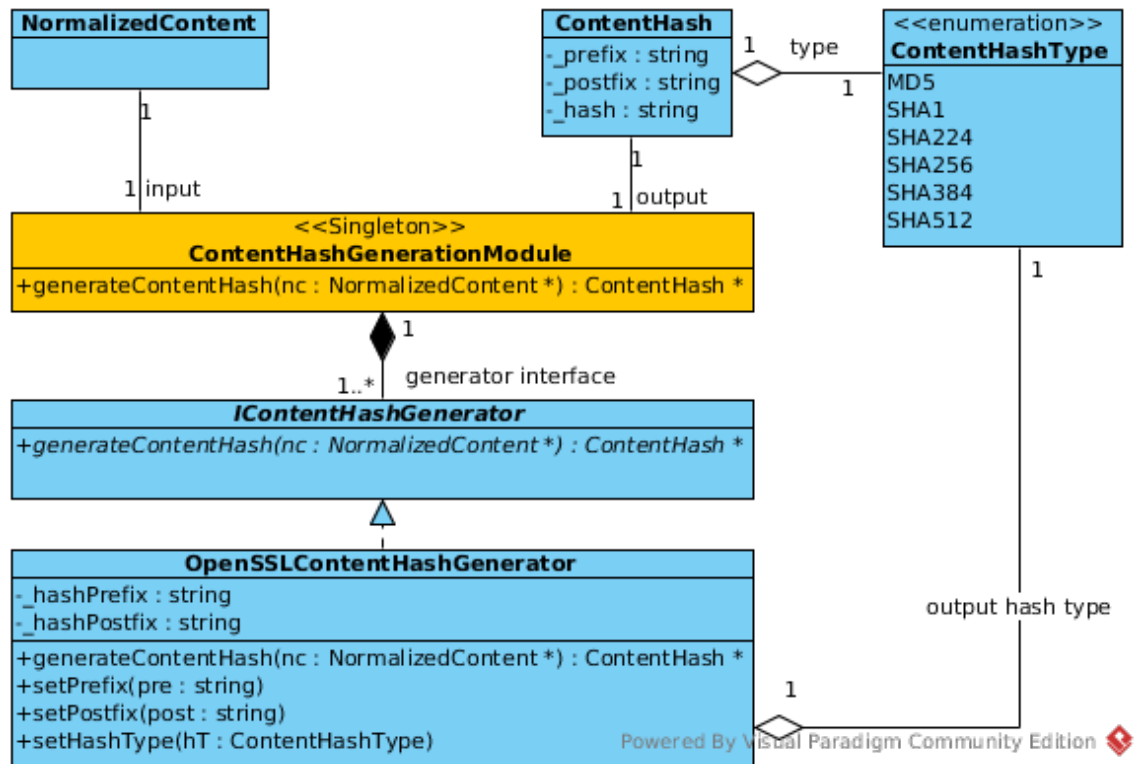 NormalizedContent
ContentHash
-_prefix : string
-_postfix : string
-_hash : string
1
type
1
<<enumeration>>
ContentHashType
MD5
SHA1
SHA224
SHA256
SHA384
SHA512
1
1 input
1
1 output
<<Singleton>>
ContentHashGenerationModule
+generateContentHash(nc : NormalizedContent *) : ContentHash *
1
1
1..*
generator interface
IContentHashGenerator
+generateContentHash(nc : NormalizedContent *) : ContentHash *
OpenSSLContentHashGenerator
-_hashPrefix : string
-_hashPostfix : string
+generateContentHash(nc : NormalizedContent *) : ContentHash *
+setPrefix(pre : string)
+setPostfix(post : string)
+setHashType(hT : ContentHashType)
output hash type
1
Powered By Visual Paradigm Community Edition